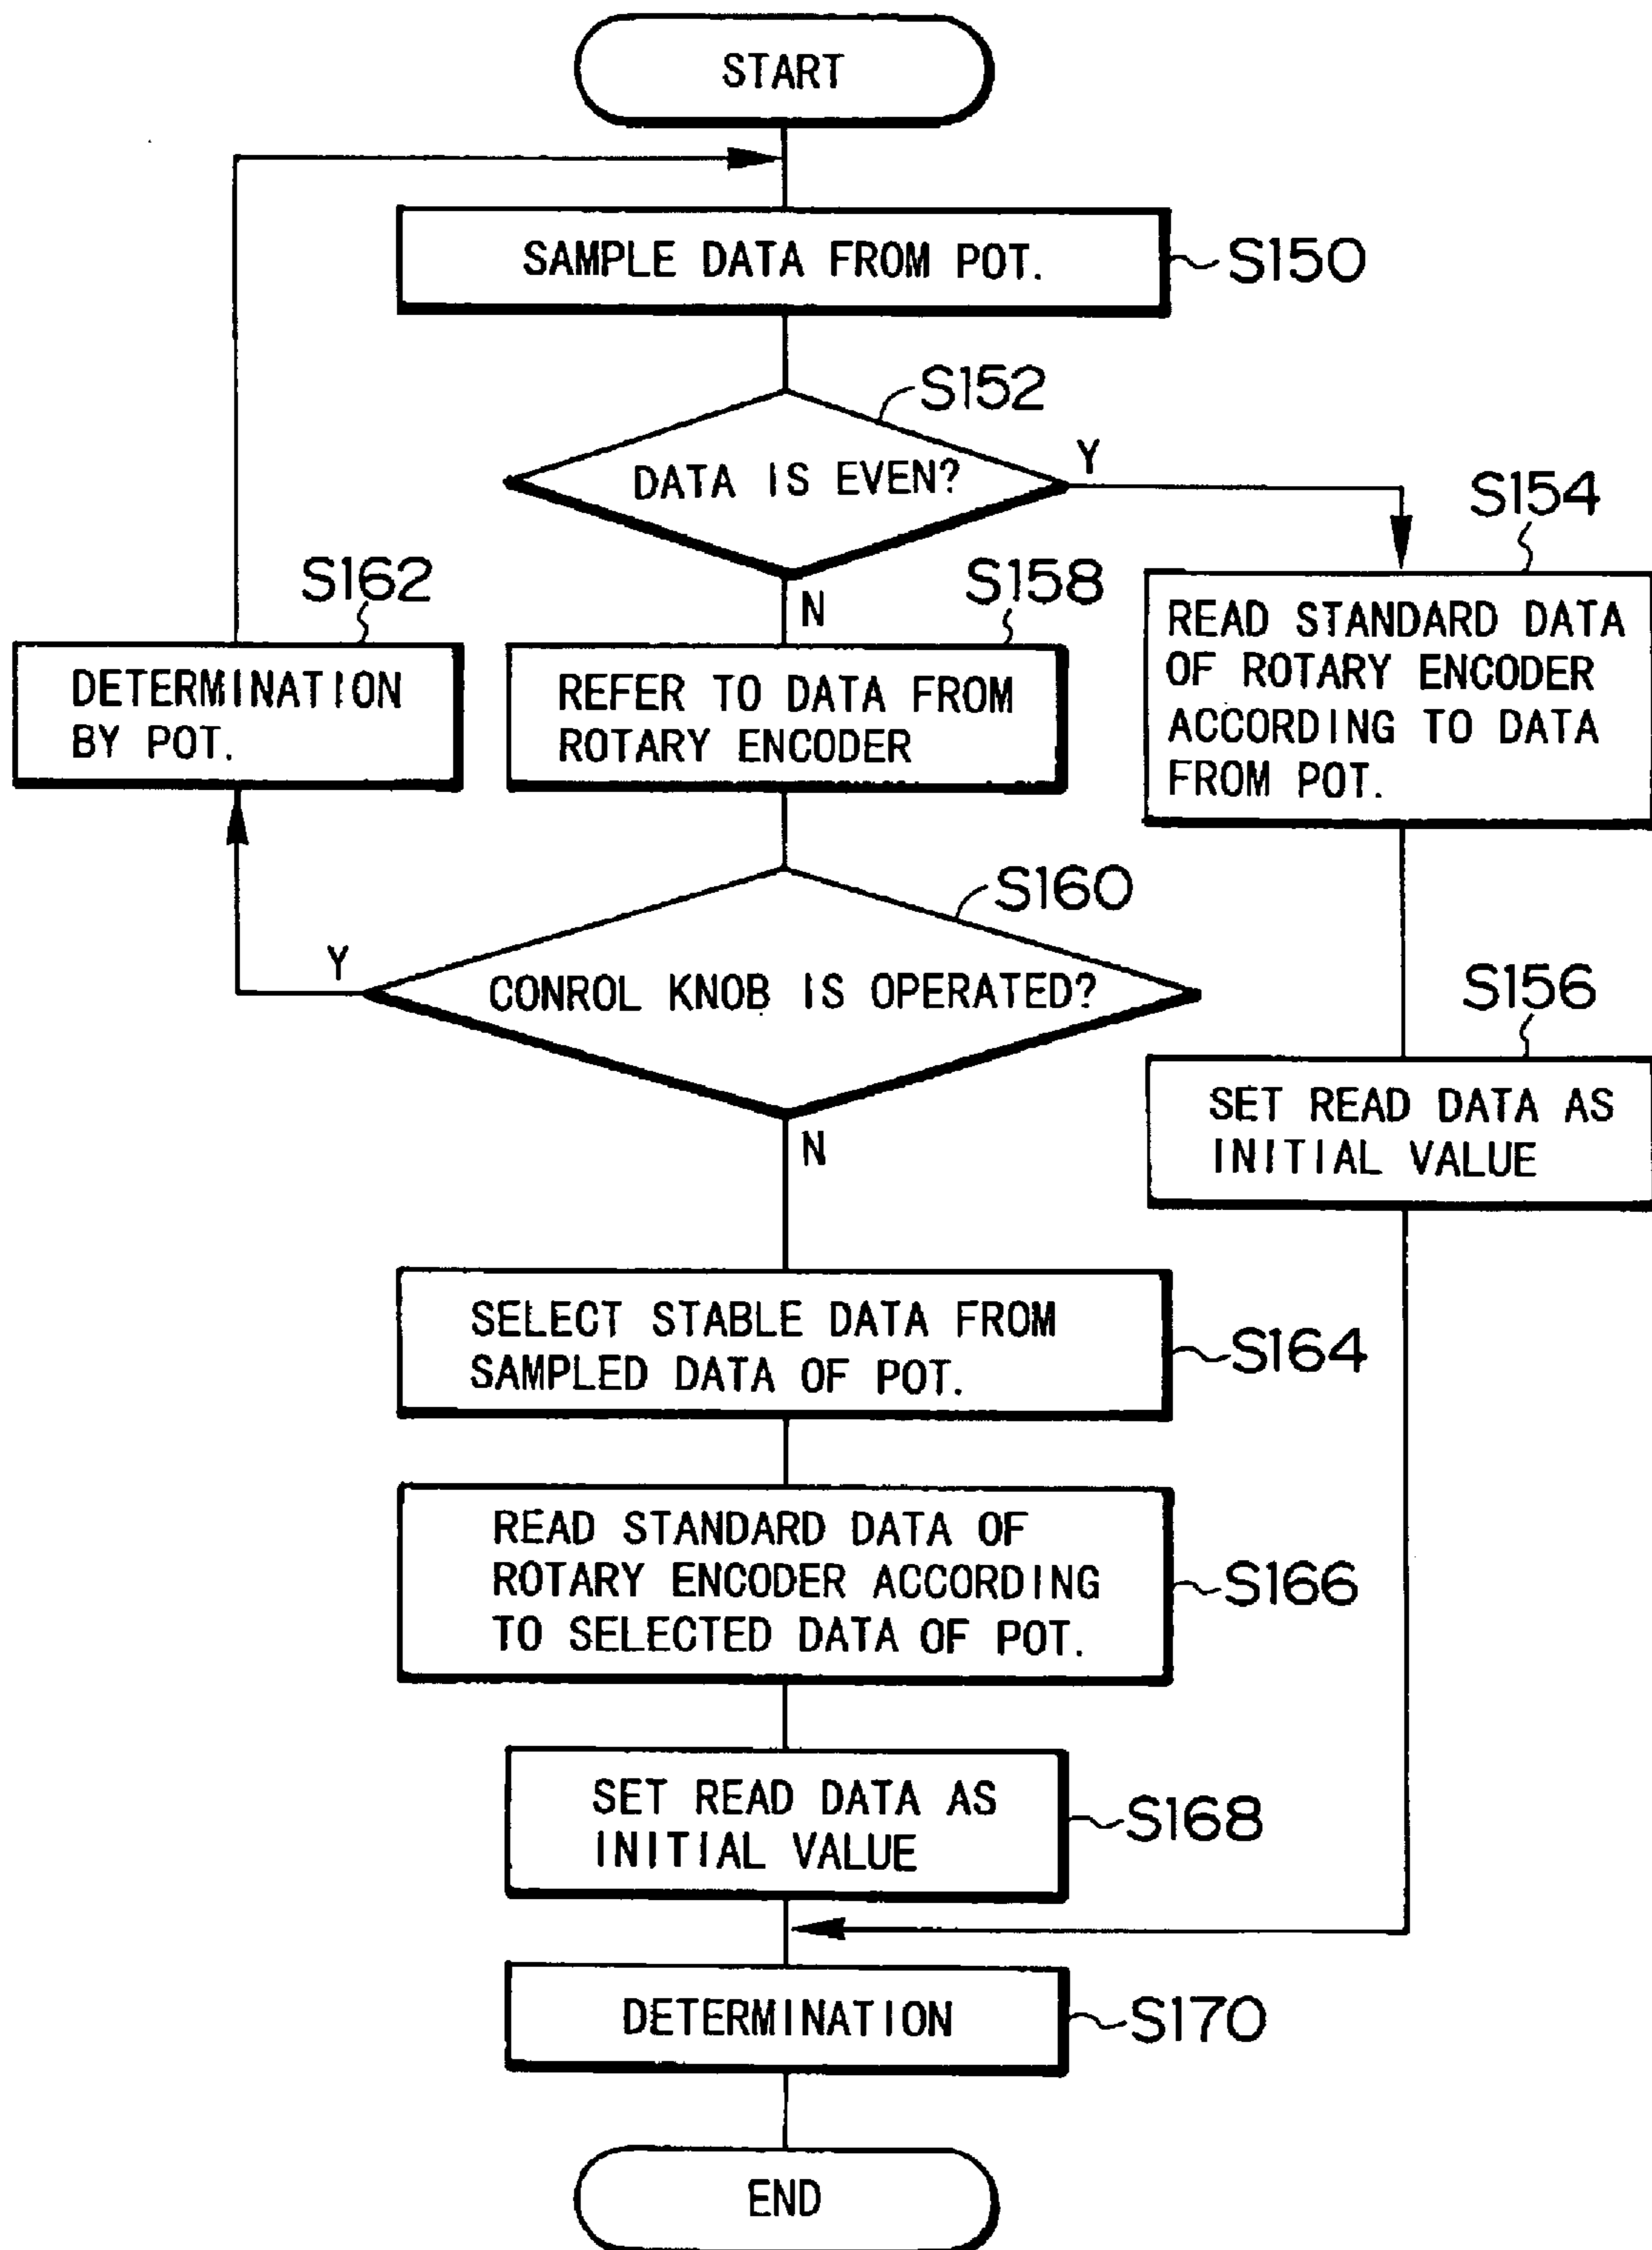 START
SAMPLE DATA FROM POT.
S150
S152
DATA IS EVEN?
Y
S154
READ STANDARD DATA
OF ROTARY ENCODER
ACCORDING TO DATA
FROM POT.
N
S162
DETERMINATION
BY POT.
S158
REFER TO DATA FROM
ROTARY ENCODER
S160
CONROL KNOB IS OPERATED?
Y
N
S156
SET READ DATA AS
INITIAL VALUE
SELECT STABLE DATA FROM
SAMPLED DATA OF POT.
S164
READ STANDARD DATA OF
ROTARY ENCODER ACCORDING
TO SELECTED DATA OF POT.
S166
SET READ DATA AS
INITIAL VALUE
S168
DETERMINATION
S170
END